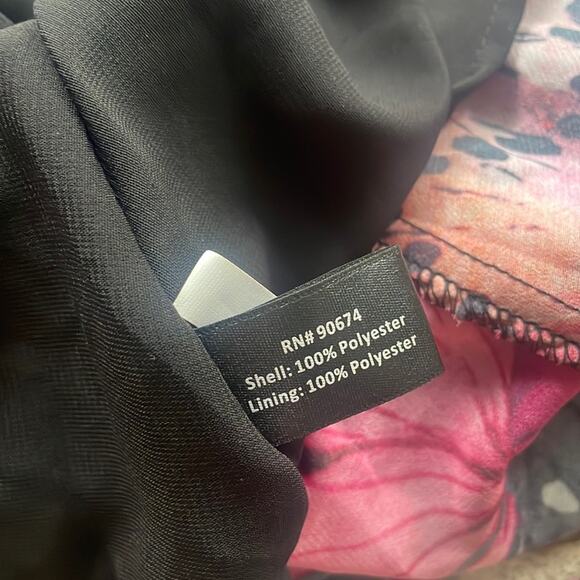 RN# 90674
Shell: 100% Polyester
Lining: 100% Polyester